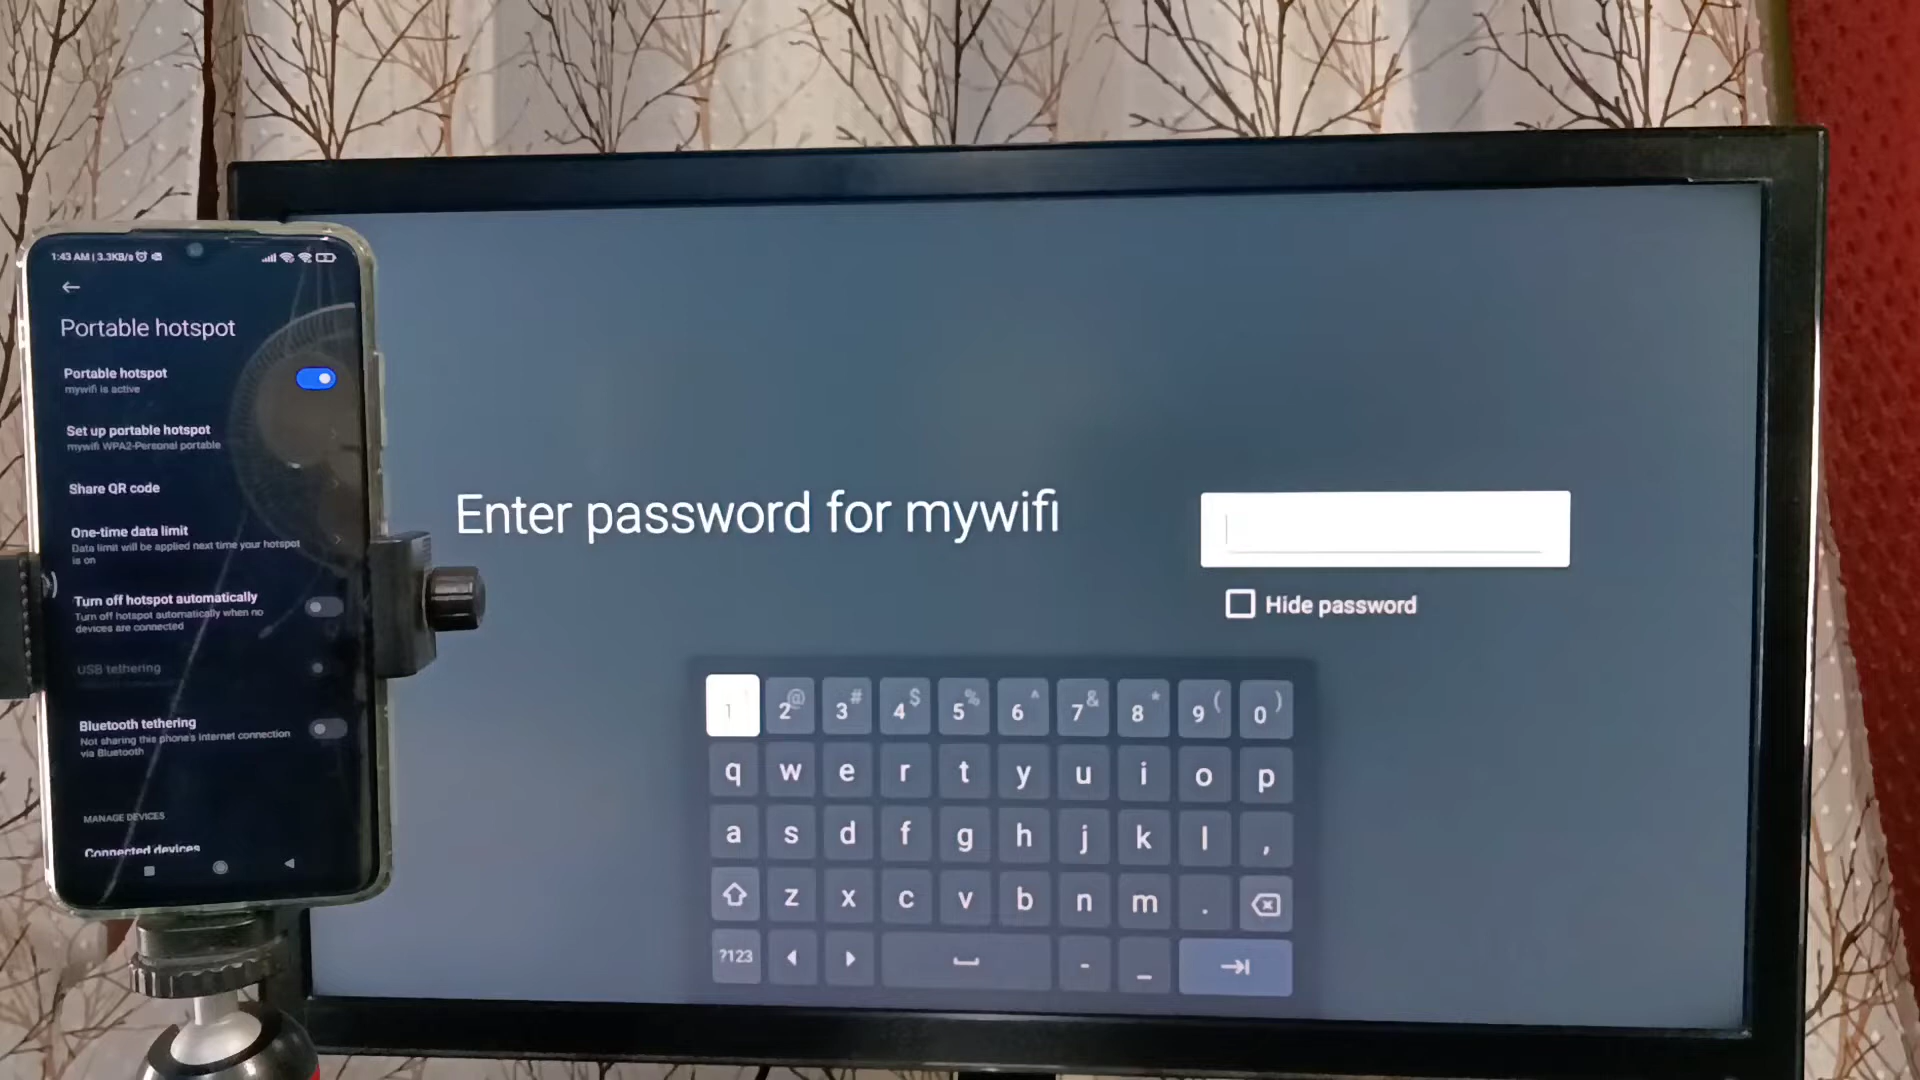 1:43 AM | 3.3KB/s
Portable hotspot
Portable hotspot
mywifi is active
Set up portable hotspot
mywifi WPA2-Personal portable
Share QR code
One-time data limit
Data limit will be applied next time your hotspot
is on
Turn off hotspot automatically
Turn off hotspot automatically when no
devices are connected
USB tethering
Bluetooth tethering
Not sharing this phone's internet connection
via Bluetooth
MANAGE DEVICES
Connected devices
Enter password for mywifi
Hide password
1 2 @ 3 # 4 $ 5 % 6 ^ 7 & 8 * 9 ( 0 )
q w e r t y u i o p
a s d f g h j k l ,
z x c v b n m .
?123 - _